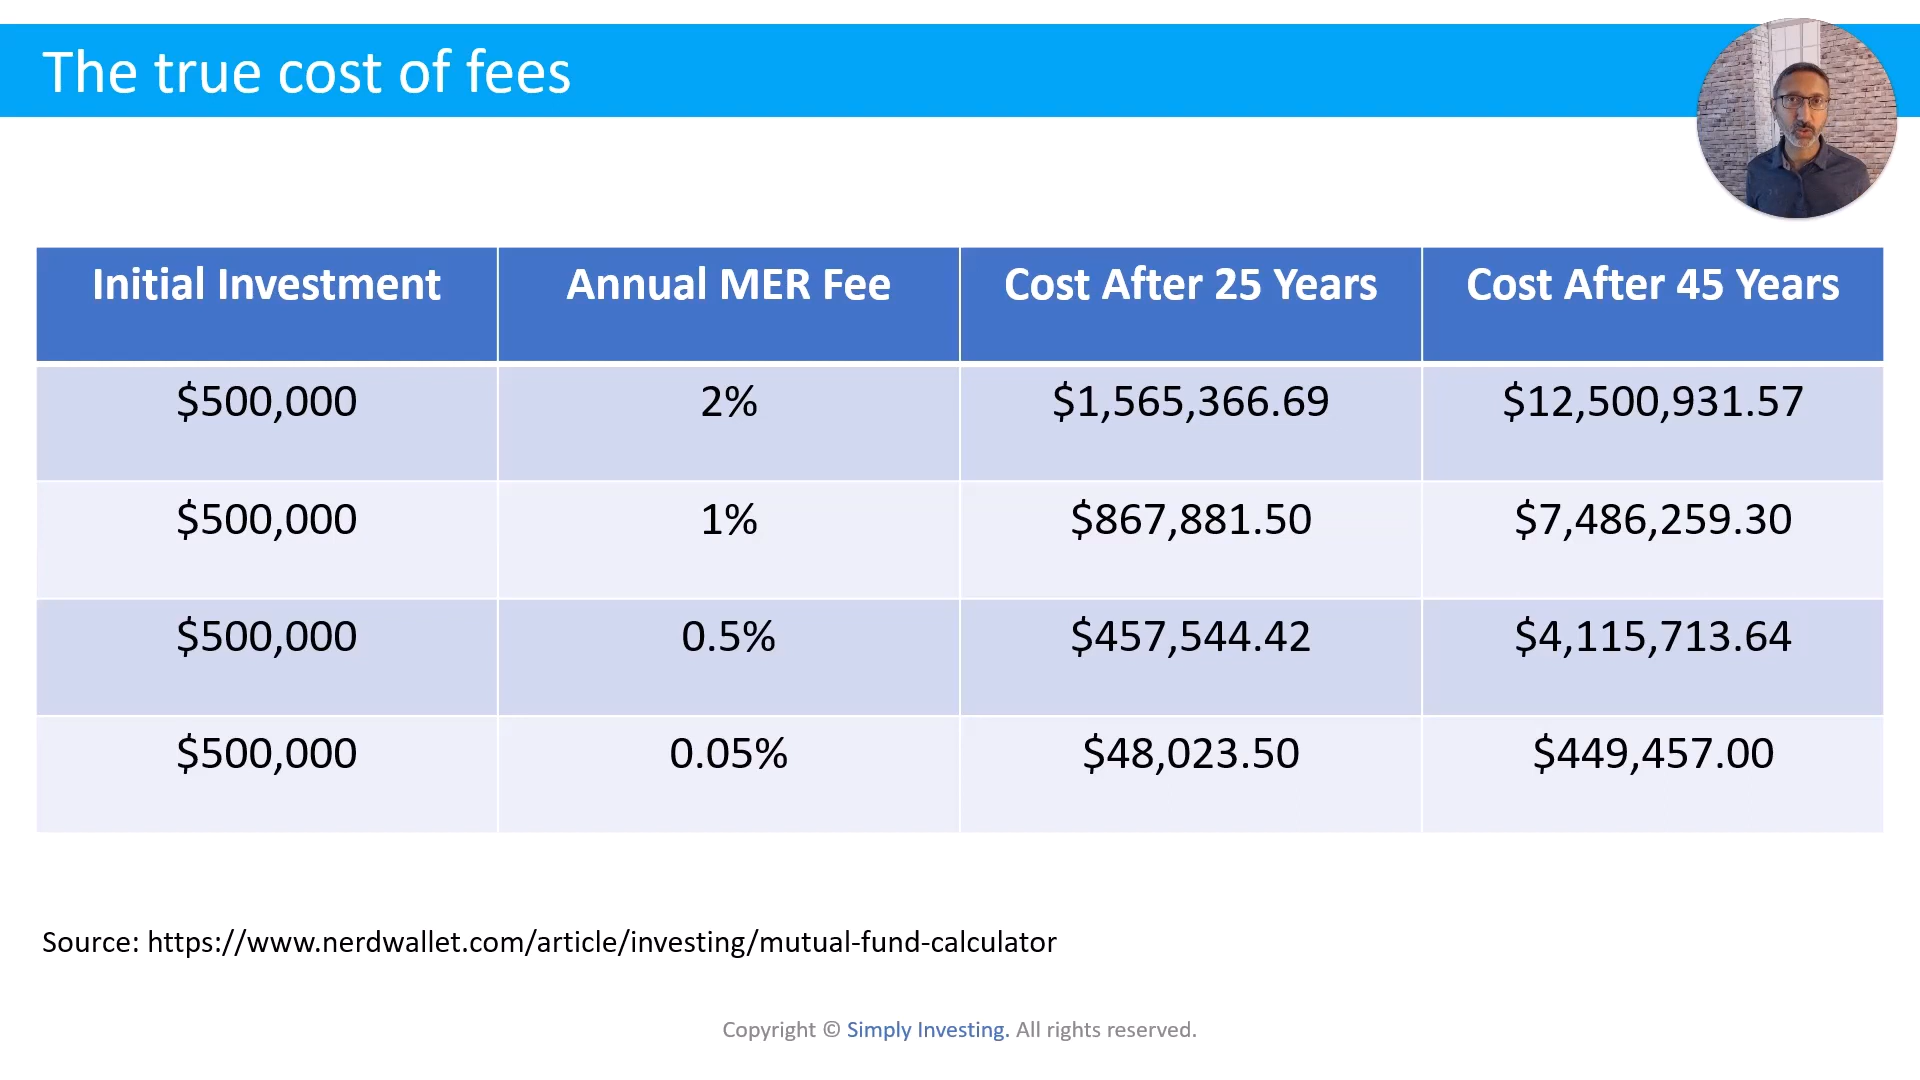 The true cost of fees
Initial Investment Annual MER Fee Cost After 25 Years Cost After 45 Years
$500,000 2% $1,565,366.69 $12,500,931.57
$500,000 1% $867,881.50 $7,486,259.30
$500,000 0.5% $457,544.42 $4,115,713.64
$500,000 0.05% $48,023.50 $449,457.00
Source: https://www.nerdwallet.com/article/investing/mutual-fund-calculator
Copyright © Simply Investing. All rights reserved.